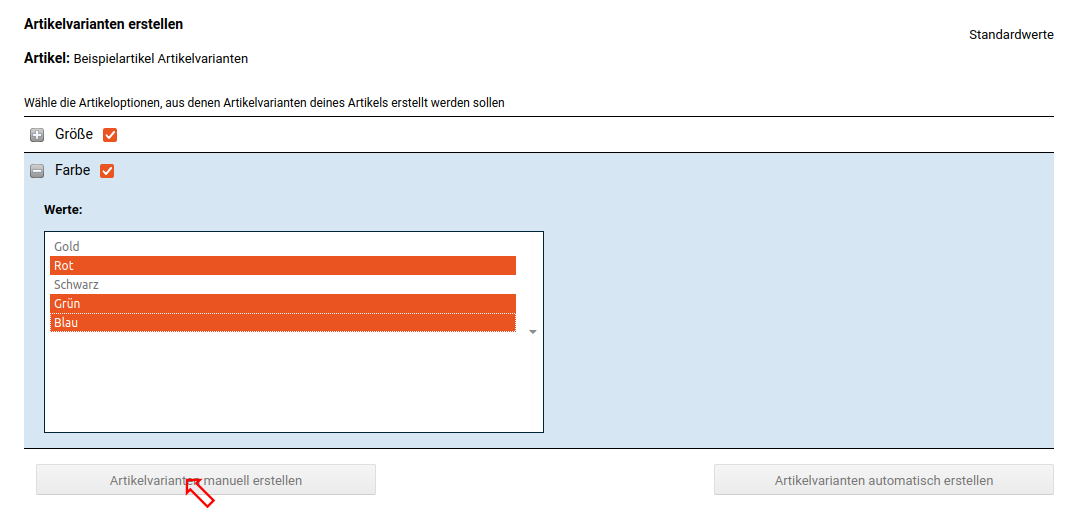 Artikelvarianten erstellen
Standardwerte
Artikel: Beispielartikel Artikelvarianten
Wähle die Artikeloptionen, aus denen Artikelvarianten deines Artikels erstellt werden sollen
Größe
Farbe
Werte:
Gold
Rot
Schwarz
Grün
Blau
Artikelvarianten manuell erstellen
Artikelvarianten automatisch erstellen